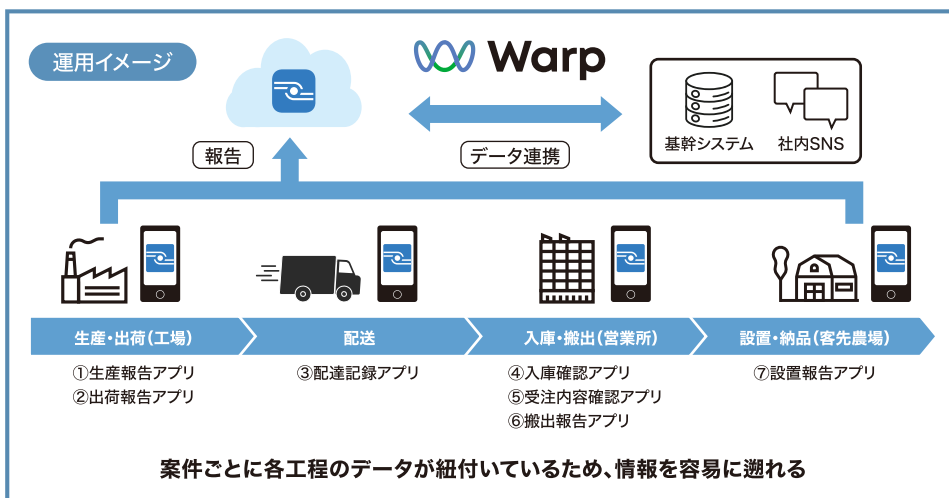 運用イメージ
Warp
基幹システム
社内SNS
報告
データ連携
生産・出荷(工場)
配送
入庫・搬出(営業所)
設置・納品(客先農場)
①生産報告アプリ
②出荷報告アプリ
③配達記録アプリ
④入庫確認アプリ
⑤受注内容確認アプリ
⑥搬出報告アプリ
⑦設置報告アプリ
案件ごとに各工程のデータが紐付いているため、情報を容易に遡れる